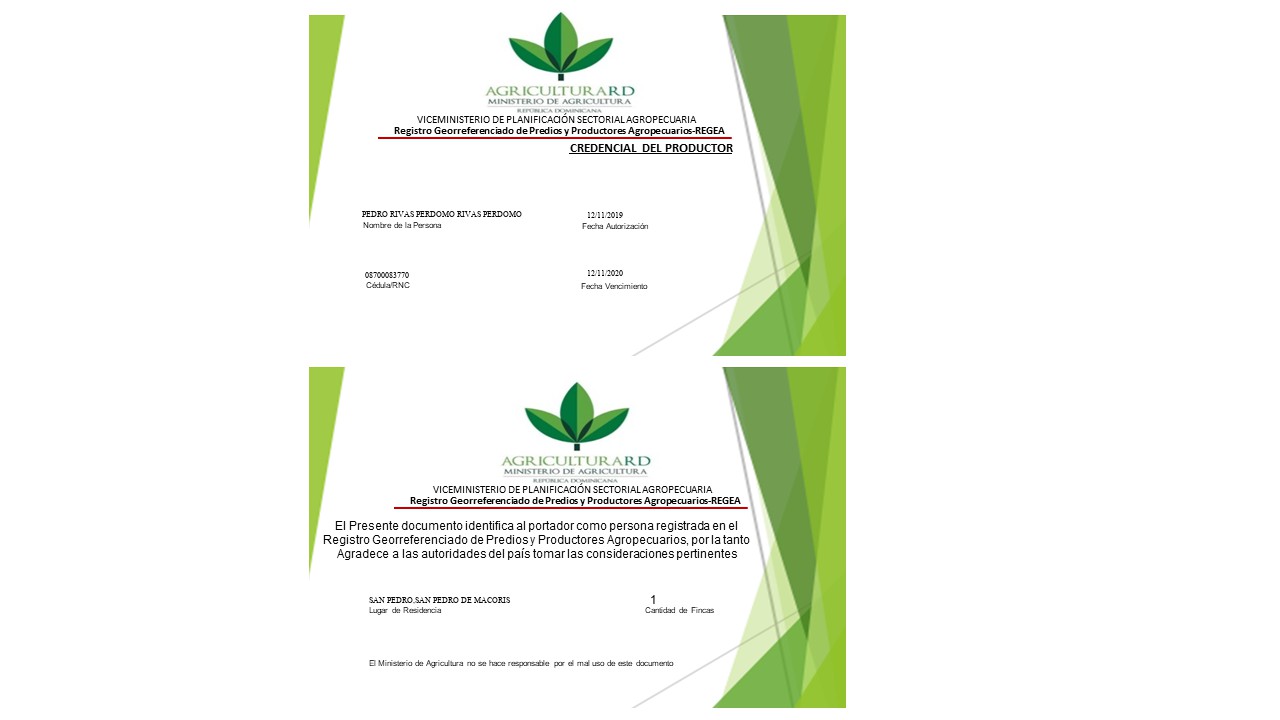 AGRICULTURARD
MINISTERIO DE AGRICULTURA
REPÚBLICA DOMINICANA
VICEMINISTERIO DE PLANIFICACIÓN SECTORIAL AGROPECUARIA
Registro Georreferenciado de Predios y Productores Agropecuarios-REGEA
CREDENCIAL DEL PRODUCTOR
PEDRO RIVAS PERDOMO RIVAS PERDOMO
Nombre de la Persona
12/11/2019
Fecha Autorización
08700083770
Cédula/RNC
12/11/2020
Fecha Vencimiento
AGRICULTURARD
MINISTERIO DE AGRICULTURA
REPÚBLICA DOMINICANA
VICEMINISTERIO DE PLANIFICACIÓN SECTORIAL AGROPECUARIA
Registro Georreferenciado de Predios y Productores Agropecuarios-REGEA
El Presente documento identifica al portador como persona registrada en el
Registro Georreferenciado de Predios y Productores Agropecuarios, por la tanto
Agradece a las autoridades del país tomar las consideraciones pertinentes
SAN PEDRO,SAN PEDRO DE MACORIS
Lugar de Residencia
1
Cantidad de Fincas
El Ministerio de Agricultura no se hace responsable por el mal uso de este documento